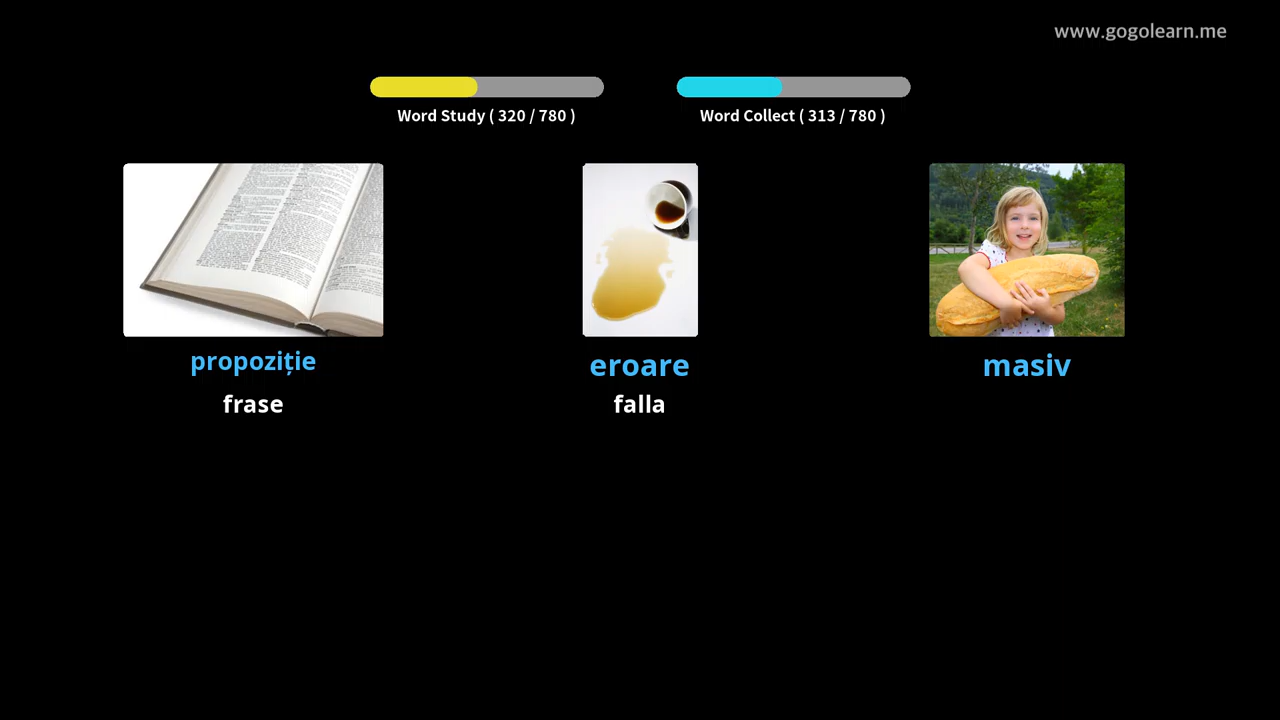 www.gogolearn.me
Word Study ( 320 / 780 )
Word Collect ( 313 / 780 )
propoziție
eroare
masiv
frase
falla